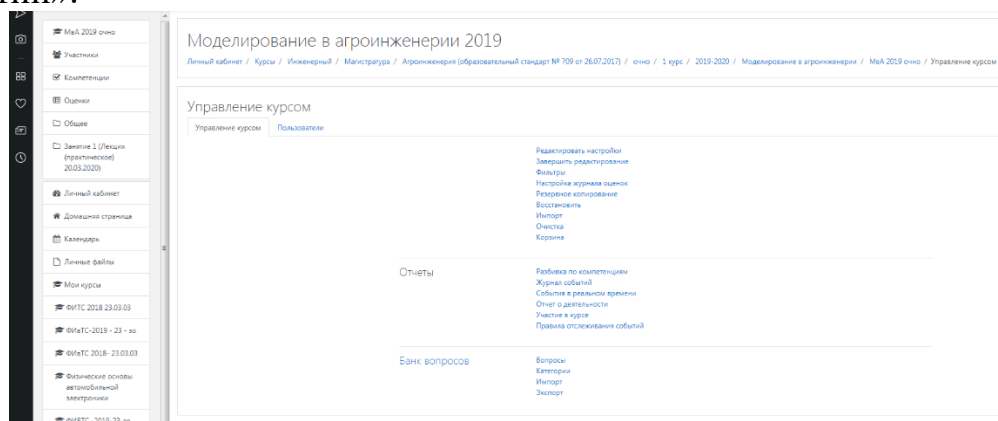 МвА 2019 очно
Участники
Компетенции
Оценки
Общее
Занятие 1 (Лекция
(практическое)
20.03.2020)
Личный кабинет
Домашняя страница
Календарь
Личные файлы
Мои курсы
ФИТС 2018 23.03.03
ФИвТС-2019 - 23 - зо
ФИвТС 2018- 23.03.03
Физические основы
автомобильной
электроники
Моделирование в агроинженерии 2019
Личный кабинет / Курсы / Инженерный / Магистратура / Агроинженерия (образовательный стандарт № 709 от 26.07.2017) / очно / 1 курс / 2019-2020 / Моделирование в агроинженерии / МвА 2019 очно / Управление курсом
Управление курсом
Управление курсом Пользователи
Редактировать настройки
Завершить редактирование
Фильтры
Настройка журнала оценок
Резервное копирование
Восстановить
Импорт
Очистка
Корзина
Отчеты
Разбивка по компетенциям
Журнал событий
События в реальном времени
Отчет о деятельности
Участие в курсе
Правила отслеживания событий
Банк вопросов
Вопросы
Категории
Импорт
Экспорт